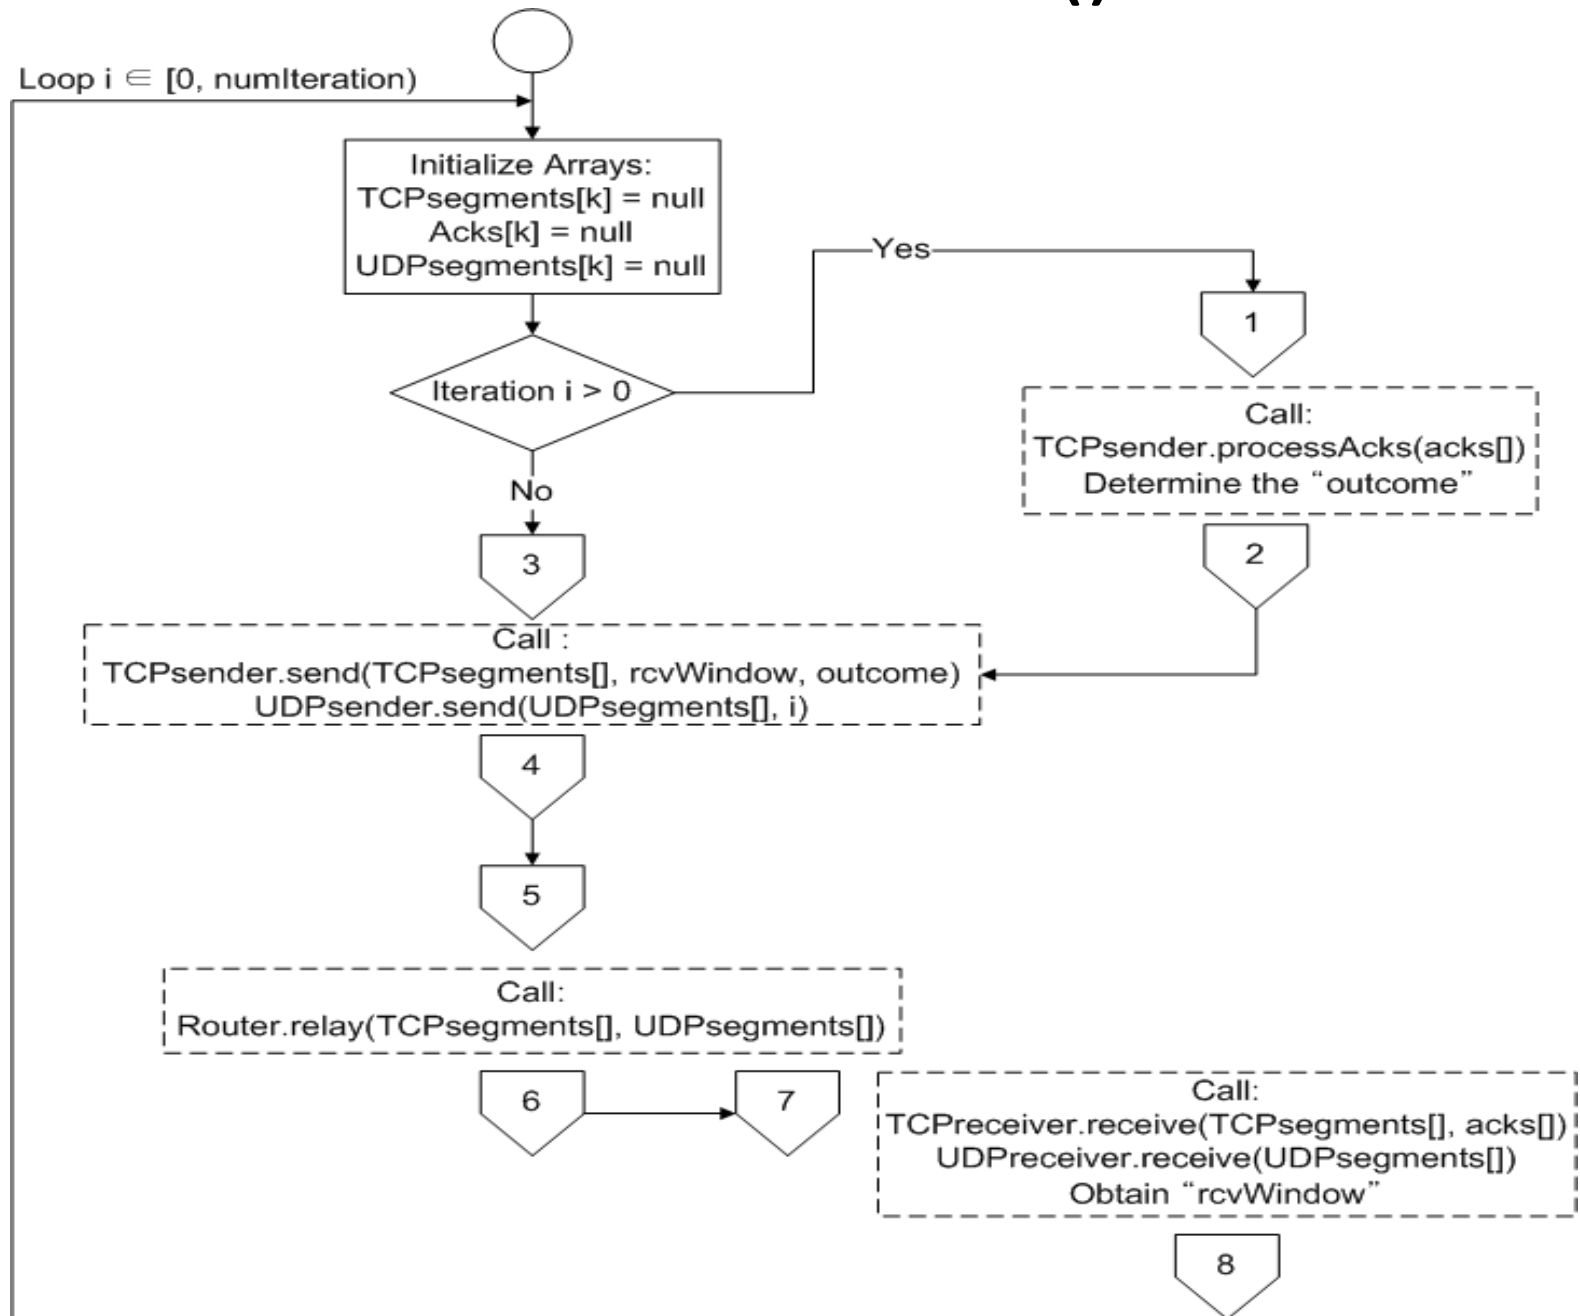 ()
Loop i ∈ [0, numIteration)
Initialize Arrays:
TCPsegments[k] = null
Acks[k] = null
UDPsegments[k] = null
Yes
1
Iteration i > 0
Call:
TCPsender.processAcks(acks[])
Determine the “outcome”
No
2
3
Call :
TCPsender.send(TCPsegments[], rcvWindow, outcome)
UDPsender.send(UDPsegments[], i)
4
5
Call:
Router.relay(TCPsegments[], UDPsegments[])
6
7
Call:
TCPreceiver.receive(TCPsegments[], acks[])
UDPreceiver.receive(UDPsegments[])
Obtain “rcvWindow”
8